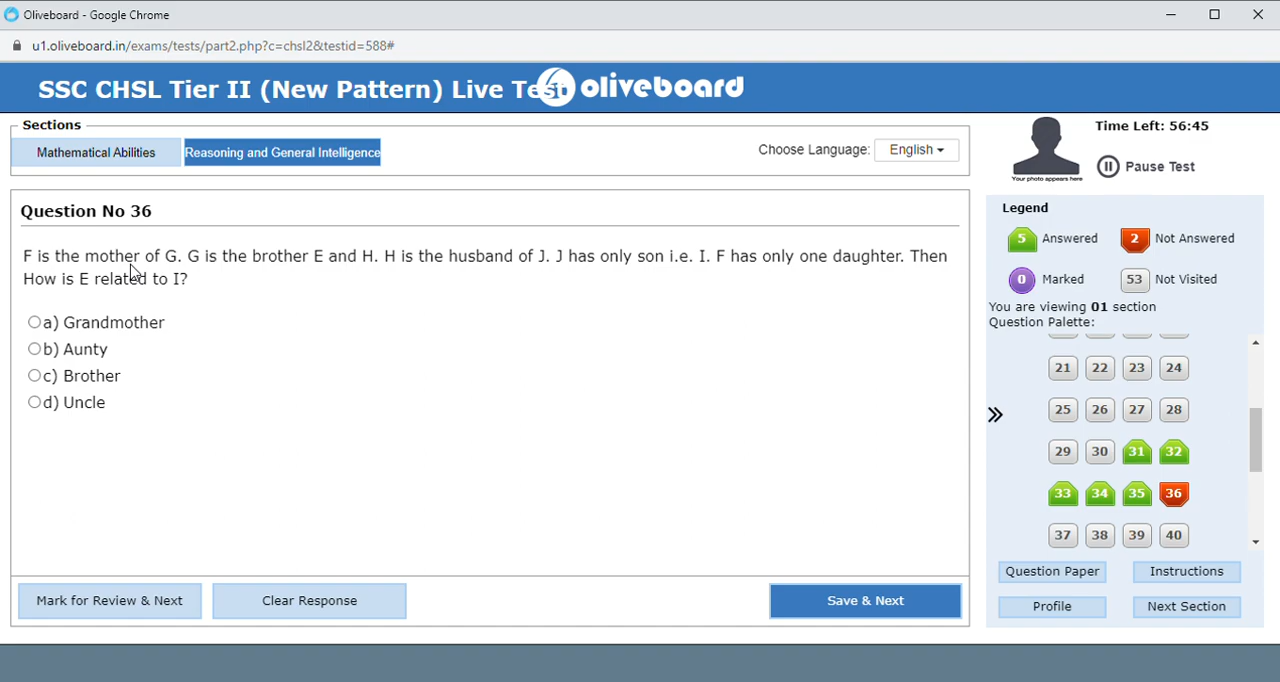 Oliveboard - Google Chrome
u1.oliveboard.in/exams/tests/part2.php?c=chsl2&testid=588#
SSC CHSL Tier II (New Pattern) Live Test
oliveboard
Sections
Mathematical Abilities
Reasoning and General Intelligence
Choose Language:
English
Your photo appears here
Time Left: 56:45
Pause Test
Question No 36
F is the mother of G. G is the brother E and H. H is the husband of J. J has only son i.e. I. F has only one daughter. Then
How is E related to I?
a) Grandmother
b) Aunty
c) Brother
d) Uncle
Mark for Review & Next
Clear Response
Save & Next
Legend
5 Answered
2 Not Answered
0 Marked
53 Not Visited
You are viewing 01 section
Question Palette:
21 22 23 24
25 26 27 28
29 30 31 32
33 34 35 36
37 38 39 40
Question Paper
Instructions
Profile
Next Section